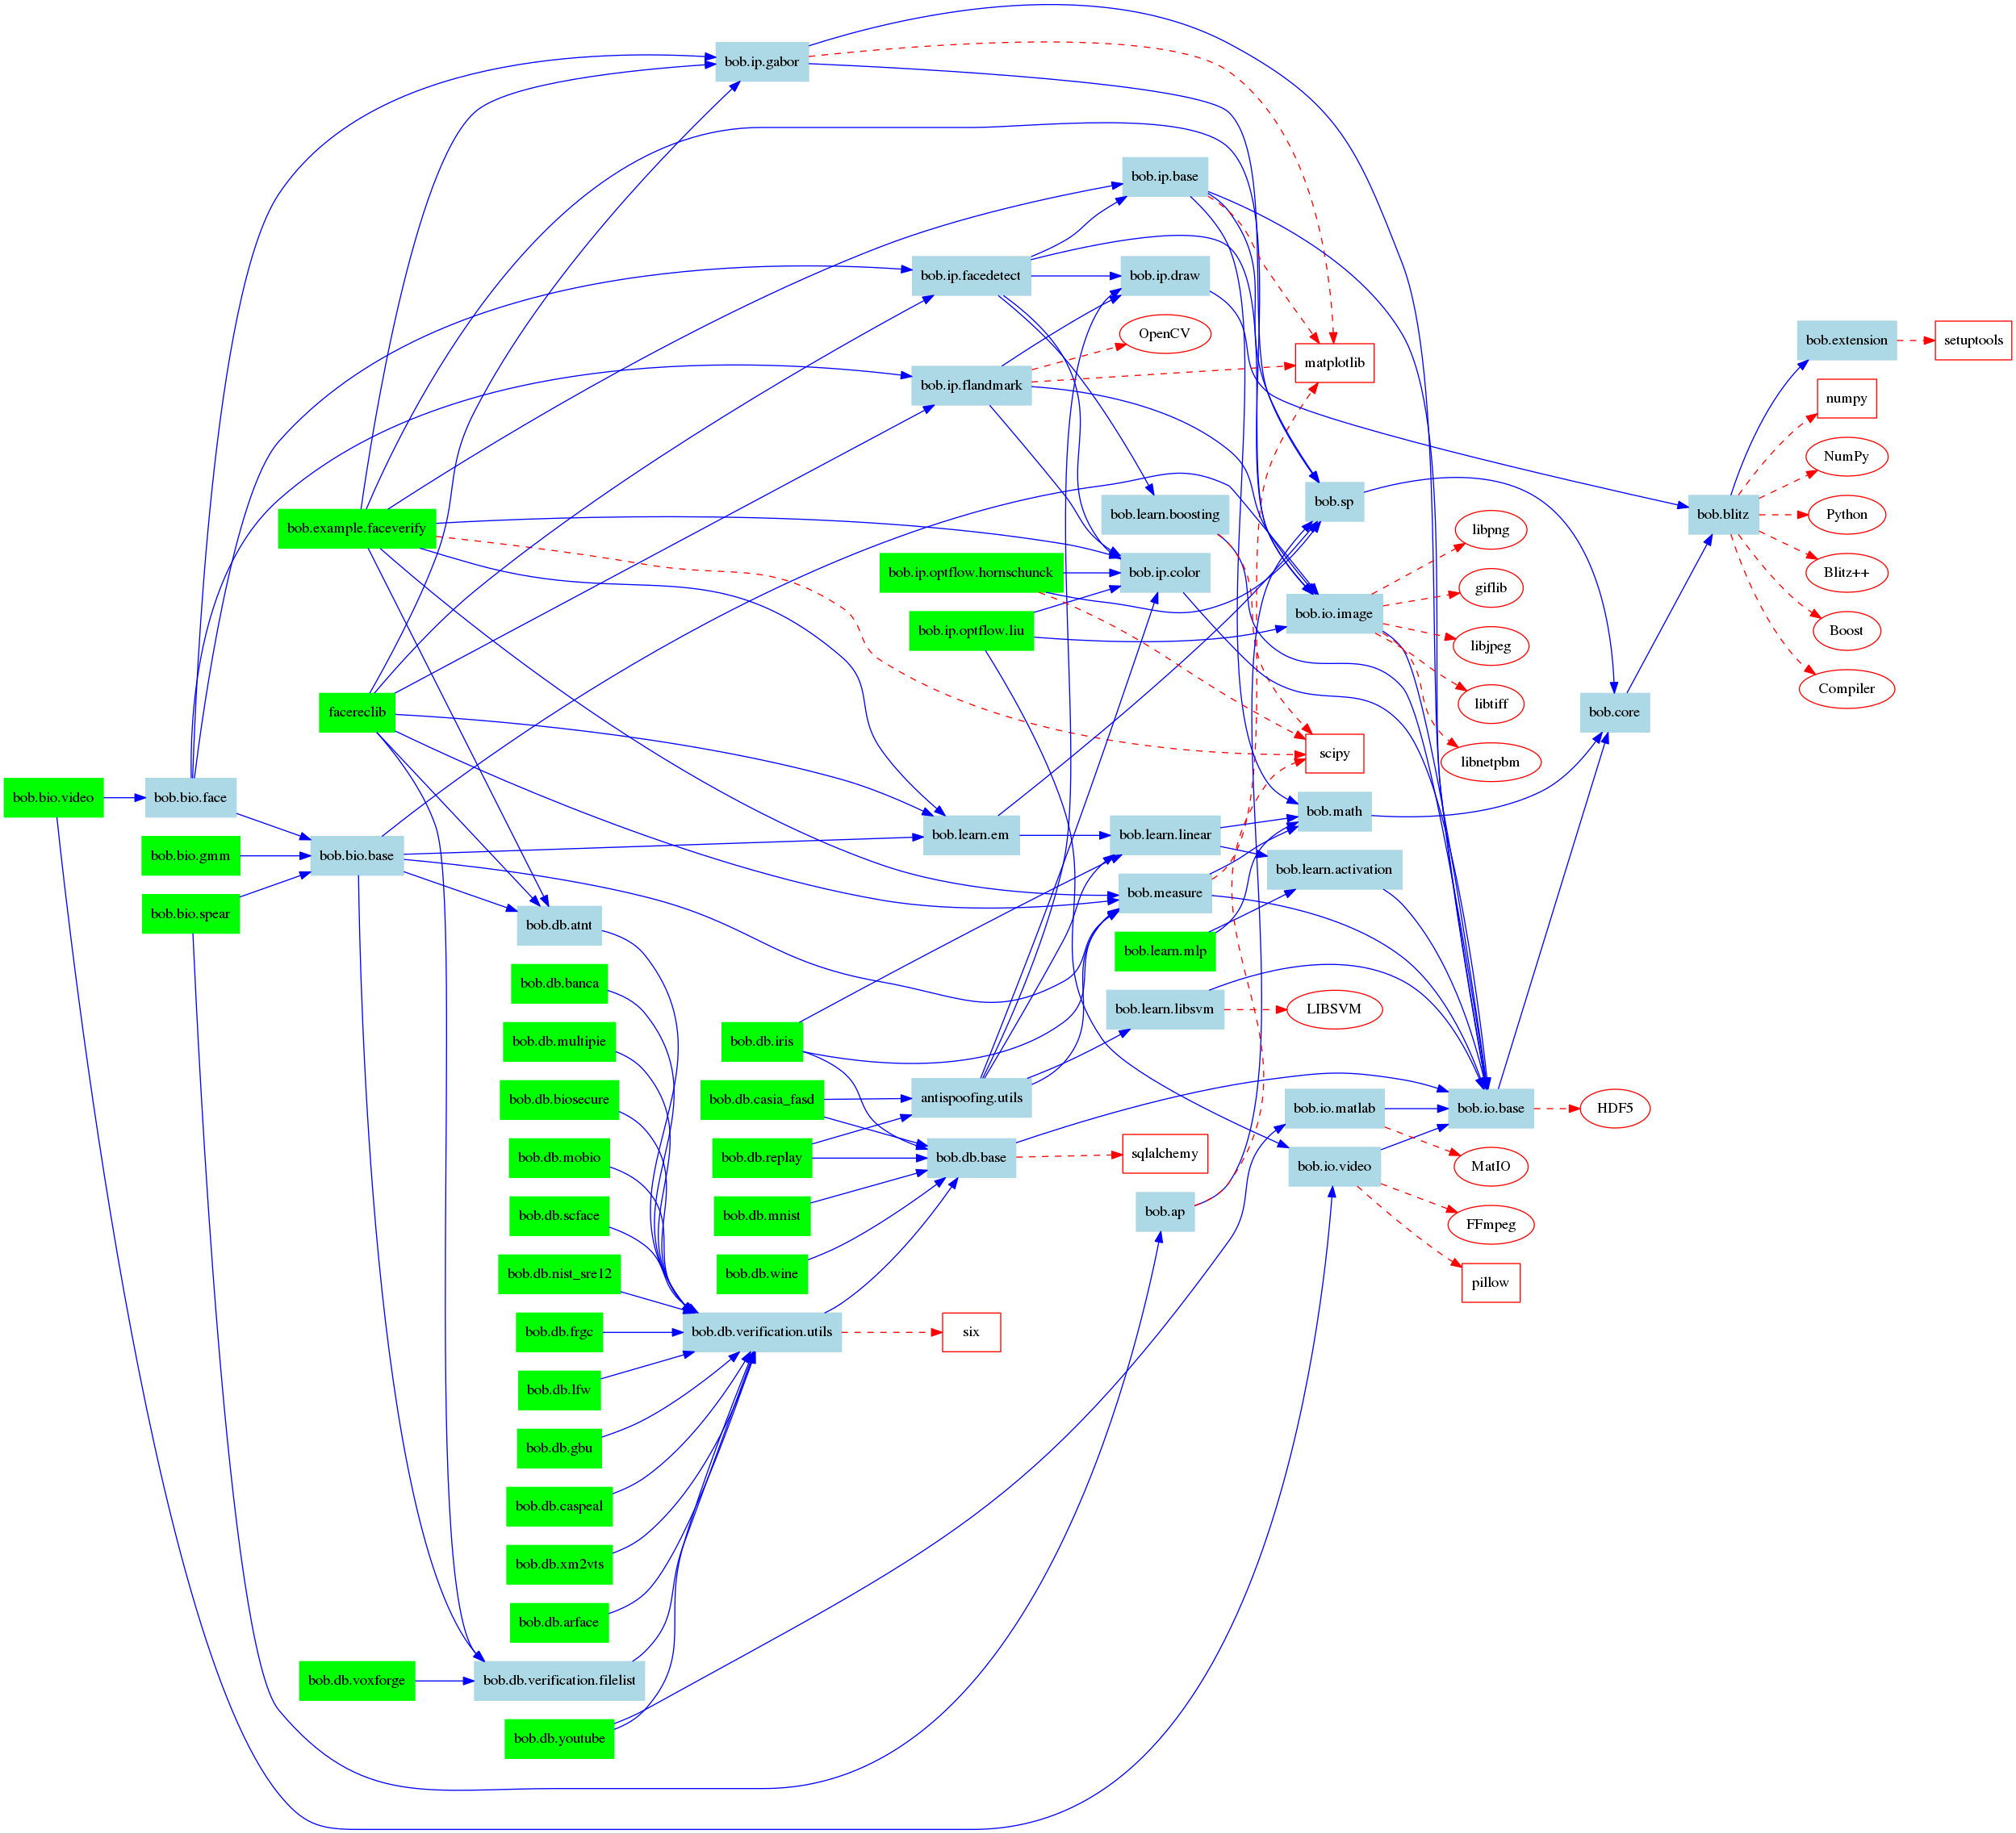 bob.ip.gabor
bob.ip.base
bob.ip.facedetect
bob.ip.draw
OpenCV
bob.extension
setuptools
matplotlib
bob.ip.flandmark
numpy
NumPy
bob.sp
bob.learn.boosting
bob.blitz
Python
bob.example.faceverify
libpng
bob.ip.optflow.hornschunck
bob.ip.color
Blitz++
giflib
bob.io.image
bob.ip.optflow.liu
Boost
libjpeg
Compiler
libtiff
facereclib
bob.core
scipy
libnetpbm
bob.bio.video
bob.bio.face
bob.math
bob.learn.em
bob.learn.linear
bob.bio.gmm
bob.bio.base
bob.learn.activation
bob.measure
bob.bio.spear
bob.db.atnt
bob.learn.mlp
bob.db.banca
bob.learn.libsvm
LIBSVM
bob.db.multipie
bob.db.iris
bob.db.biosecure
bob.db.casia_fasd
antispoofing.utils
bob.io.matlab
bob.io.base
HDF5
bob.db.mobio
bob.db.replay
bob.db.base
sqlalchemy
bob.io.video
MatIO
bob.db.scface
bob.db.mnist
bob.ap
FFmpeg
bob.db.nist_sre12
bob.db.wine
pillow
bob.db.frgc
bob.db.verification.utils
six
bob.db.lfw
bob.db.gbu
bob.db.caspeal
bob.db.xm2vts
bob.db.arface
bob.db.voxforge
bob.db.verification.filelist
bob.db.youtube